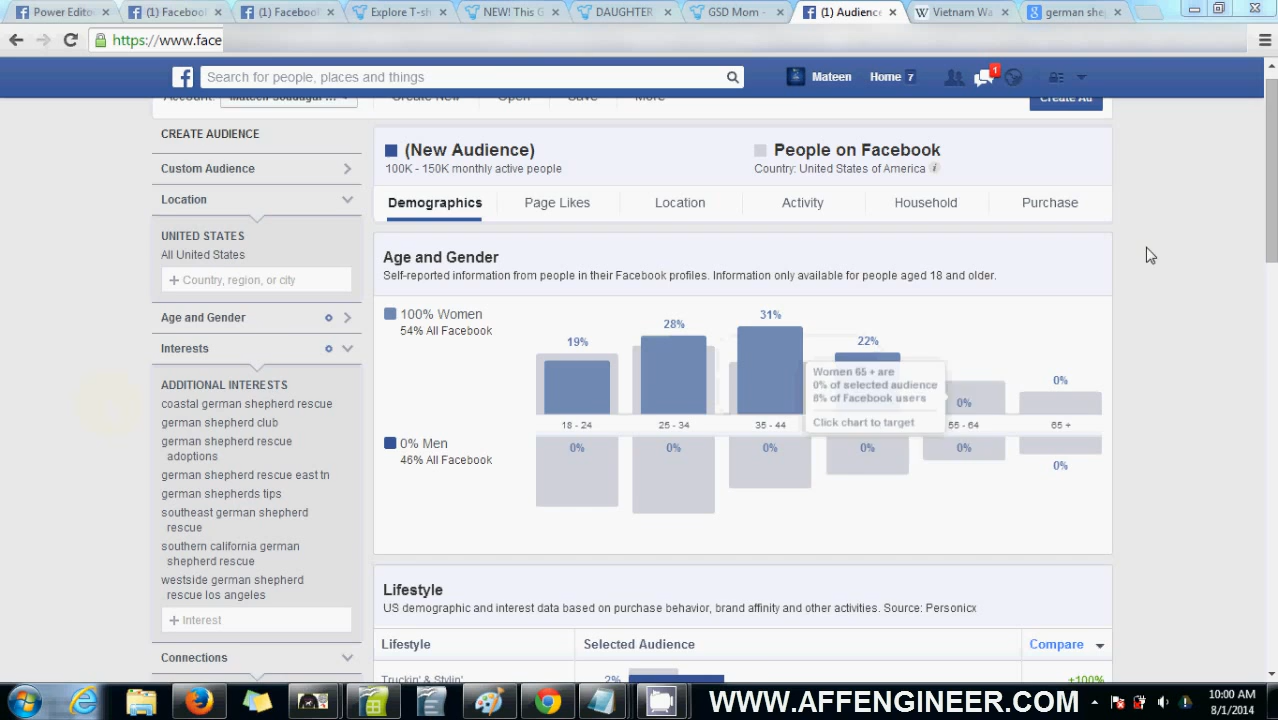 Power Edito
(1) Facebook
(1) Facebook
Explore T-sh
NEW! This G
DAUGHTER
GSD Mom -
(1) Audience
Vietnam Wa
german she
https://www.face
Search for people, places and things
Mateen
Home 7
1
Create Ad
CREATE AUDIENCE
Custom Audience
Location
UNITED STATES
All United States
+ Country, region, or city
Age and Gender
Interests
ADDITIONAL INTERESTS
coastal german shepherd rescue
german shepherd club
german shepherd rescue
adoptions
german shepherd rescue east tn
german shepherds tips
southeast german shepherd
rescue
southern california german
shepherd rescue
westside german shepherd
rescue los angeles
+ Interest
Connections
(New Audience)
100K - 150K monthly active people
People on Facebook
Country: United States of America
Demographics
Page Likes
Location
Activity
Household
Purchase
Age and Gender
Self-reported information from people in their Facebook profiles. Information only available for people aged 18 and older.
100% Women
54% All Facebook
19%
28%
31%
22%
0%
0%
Women 65 + are
0% of selected audience
8% of Facebook users
Click chart to target
18 - 24
25 - 34
35 - 44
55 - 64
65 +
0% Men
46% All Facebook
0%
0%
0%
0%
0%
0%
Lifestyle
US demographic and interest data based on purchase behavior, brand affinity and other activities. Source: Personicx
Lifestyle
Selected Audience
Compare
Truckin' & Stylin'
2%
+100%
WWW.AFFENGINEER.COM
10:00 AM
8/1/2014